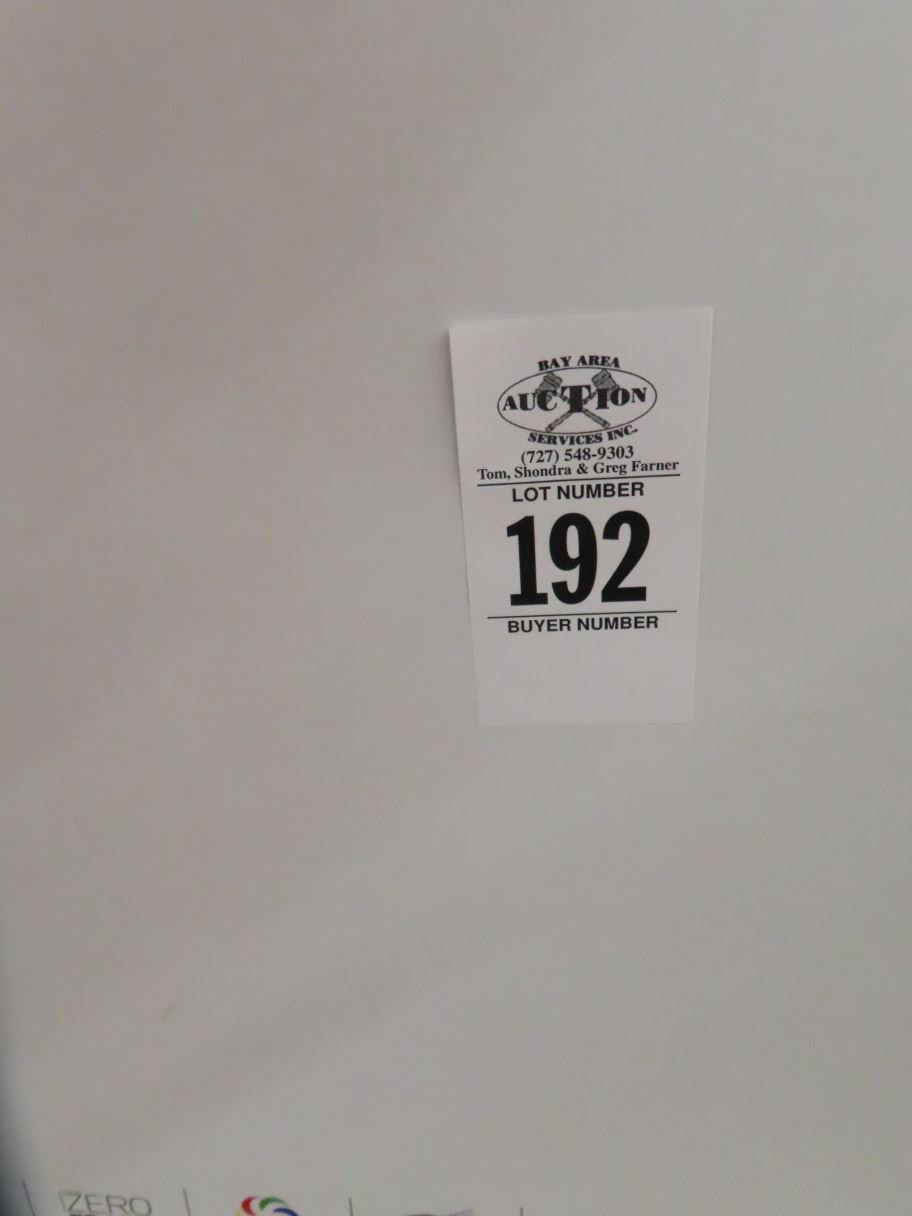 BAY AREA
AUCTION
SERVICES INC.
(727) 548-9303
Tom, Shondra & Greg Farner
LOT NUMBER
192
BUYER NUMBER
ZERO